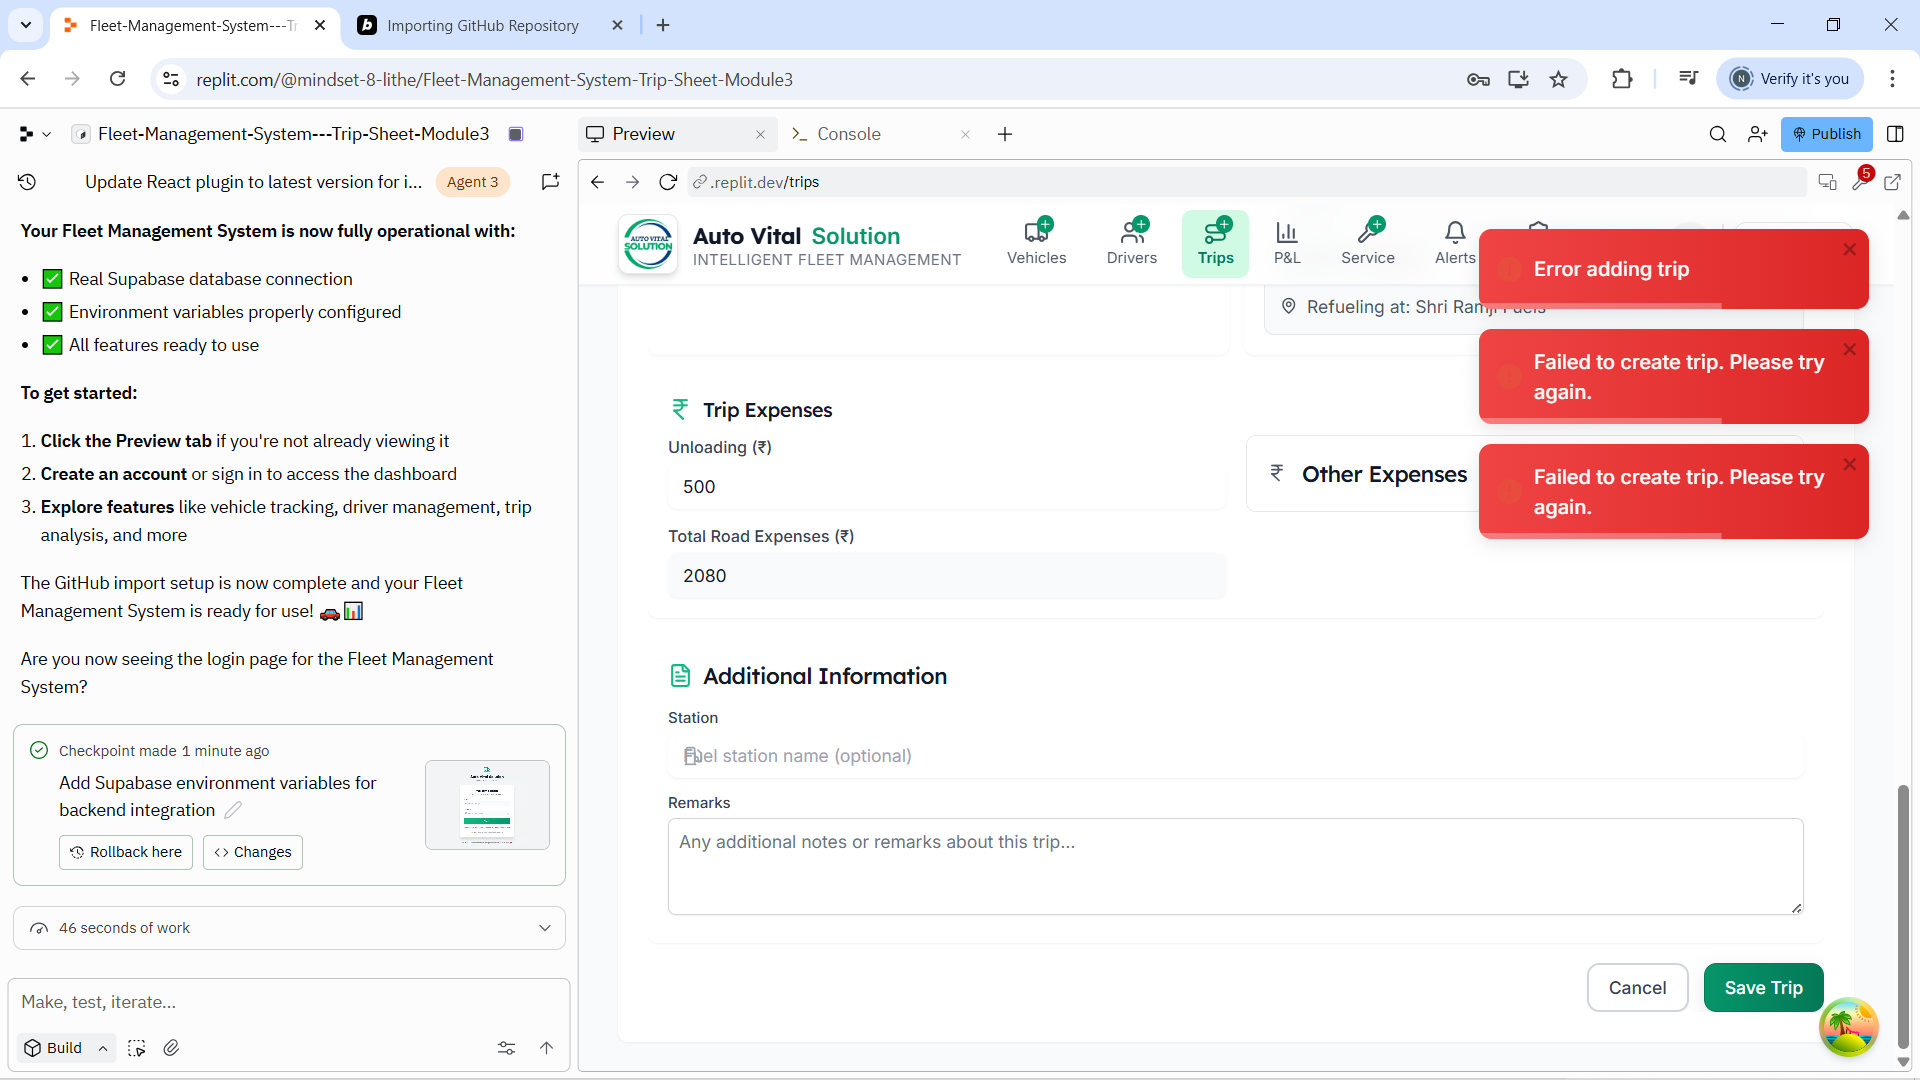 Fleet-Management-System---Tr
Importing GitHub Repository
replit.com/@mindset-8-lithe/Fleet-Management-System-Trip-Sheet-Module3
N
Verify it's you
Fleet-Management-System---Trip-Sheet-Module3
Preview
Console
Publish
Update React plugin to latest version for i...
Agent 3
.replit.dev/trips
5
Your Fleet Management System is now fully operational with:
• ✅ Real Supabase database connection
• ✅ Environment variables properly configured
• ✅ All features ready to use
To get started:
1. Click the Preview tab if you're not already viewing it
2. Create an account or sign in to access the dashboard
3. Explore features like vehicle tracking, driver management, trip
analysis, and more
The GitHub import setup is now complete and your Fleet
Management System is ready for use! 🚗📊
Are you now seeing the login page for the Fleet Management
System?
Checkpoint made 1 minute ago
Add Supabase environment variables for
backend integration
Rollback here
Changes
46 seconds of work
Make, test, iterate...
Build
AUTO VITAL
SOLUTION
Auto Vital Solution
INTELLIGENT FLEET MANAGEMENT
Vehicles
Drivers
Trips
P&L
Service
Alerts
Error adding trip
Failed to create trip. Please try
again.
Failed to create trip. Please try
again.
Refueling at: Shri Ramji Fuels
Trip Expenses
Unloading (₹)
500
Total Road Expenses (₹)
2080
Other Expenses
Additional Information
Station
Fuel station name (optional)
Remarks
Any additional notes or remarks about this trip...
Cancel
Save Trip